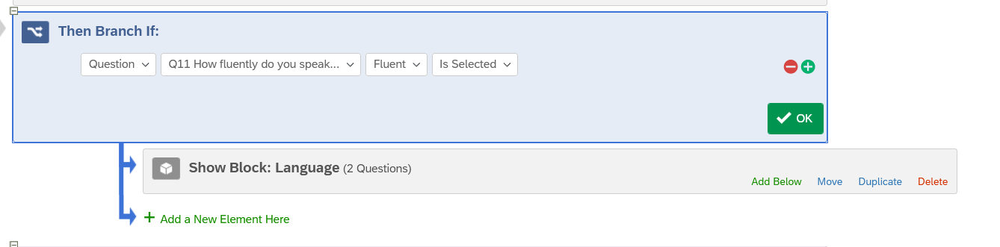 Then Branch If:
Question Q11 How fluently do you speak... Fluent Is Selected
OK
Show Block: Language (2 Questions)
Add Below Move Duplicate Delete
+ Add a New Element Here